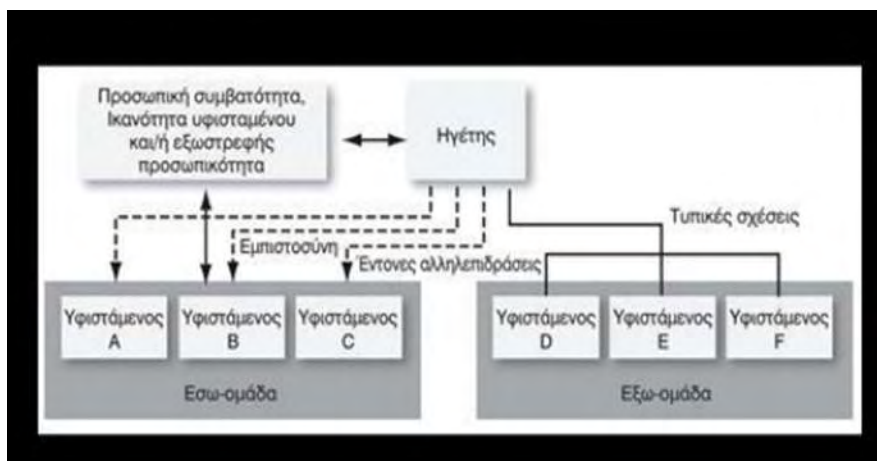 Προσωπική συμβατότητα,
Ικανότητα υφισταμένου
και/ή εξωστρεφής
προσωπικότητα
Ηγέτης
Τυπικές σχέσεις
Εμπιστοσύνη
Έντονες αλληλεπιδράσεις
Υφιστάμενος
A
Υφιστάμενος
B
Υφιστάμενος
C
Εσω-ομάδα
Υφιστάμενος
D
Υφιστάμενος
E
Υφιστάμενος
F
Εξω-ομάδα